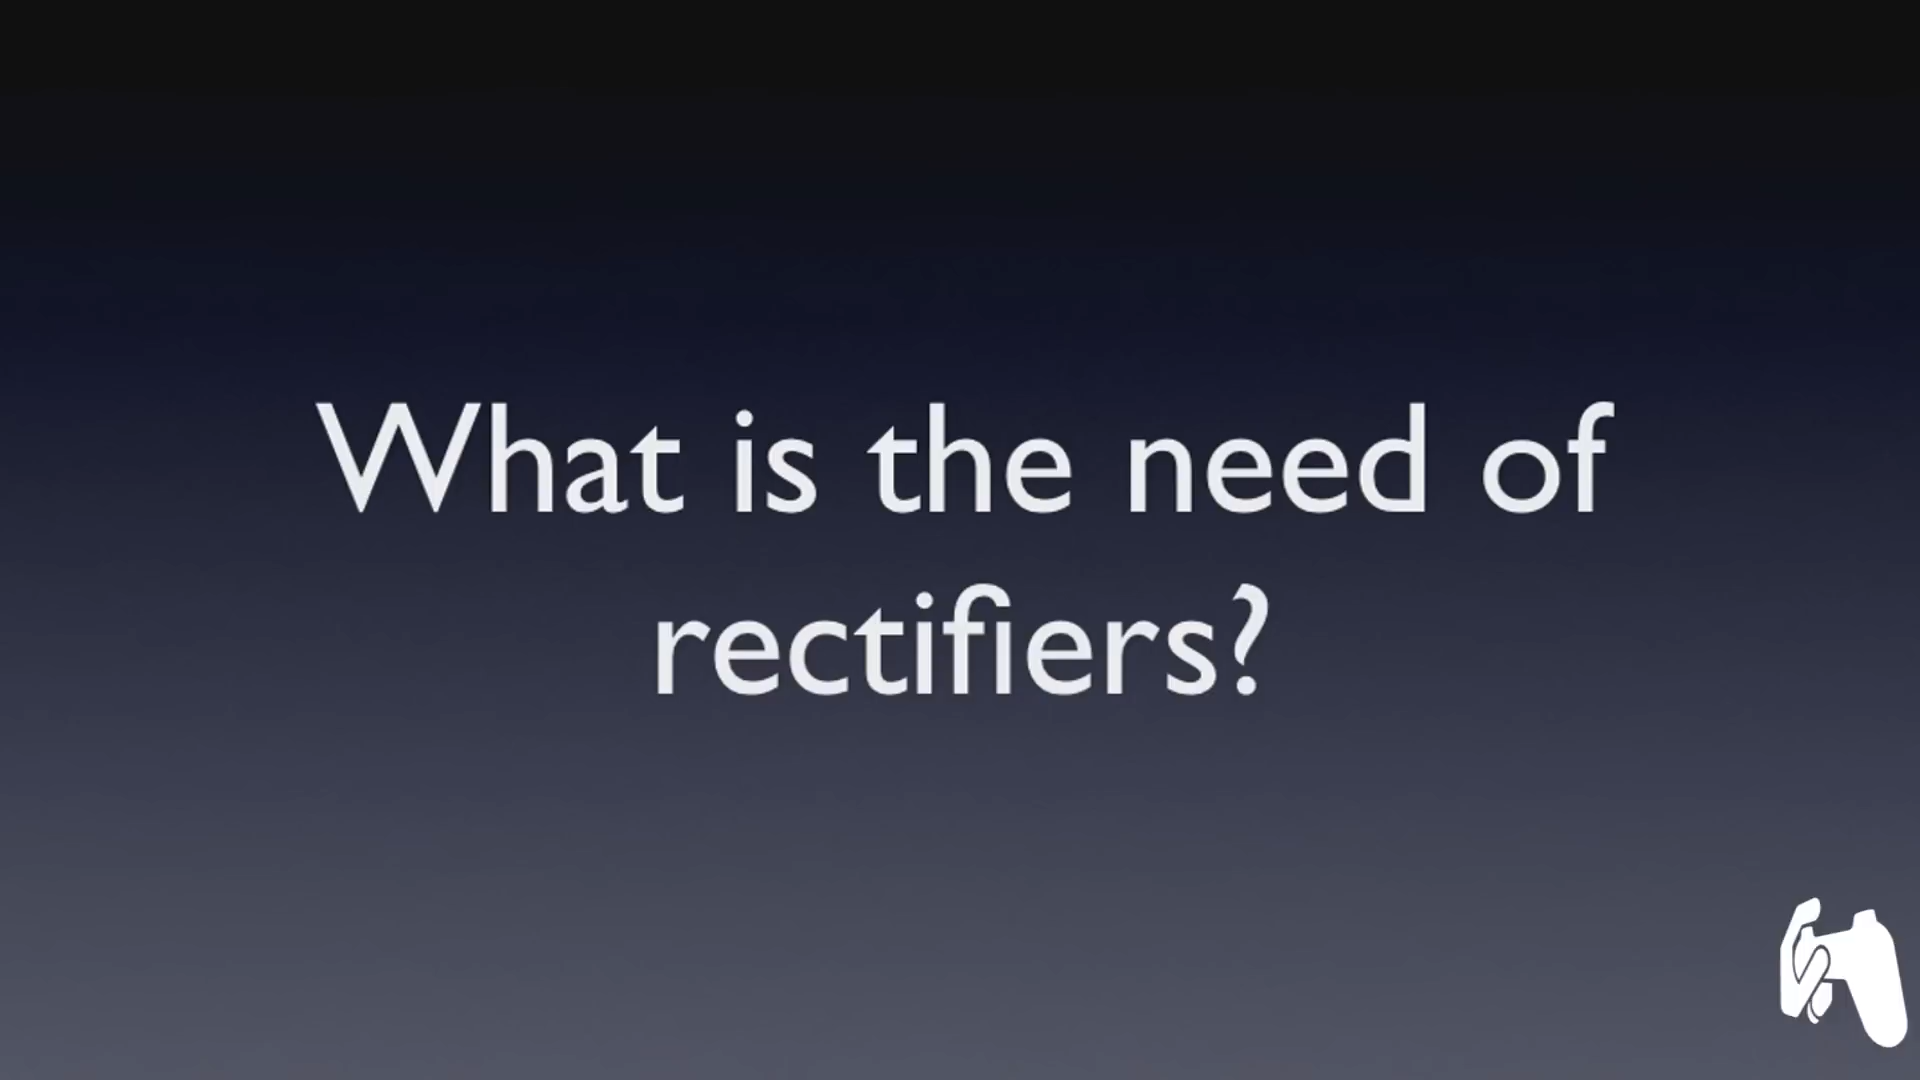 What is the need of
rectifiers?